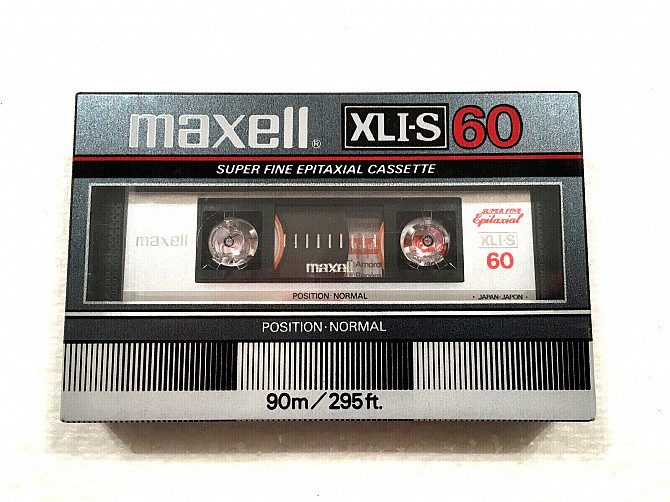 maxell® XLI-S 60
SUPER FINE EPITAXIAL CASSETTE
maxell
SUPER FINE
Epitaxial
XLI-S
60
maxell
POSITION·NORMAL
·JAPAN·JAPON·
POSITION·NORMAL
90m/295ft.